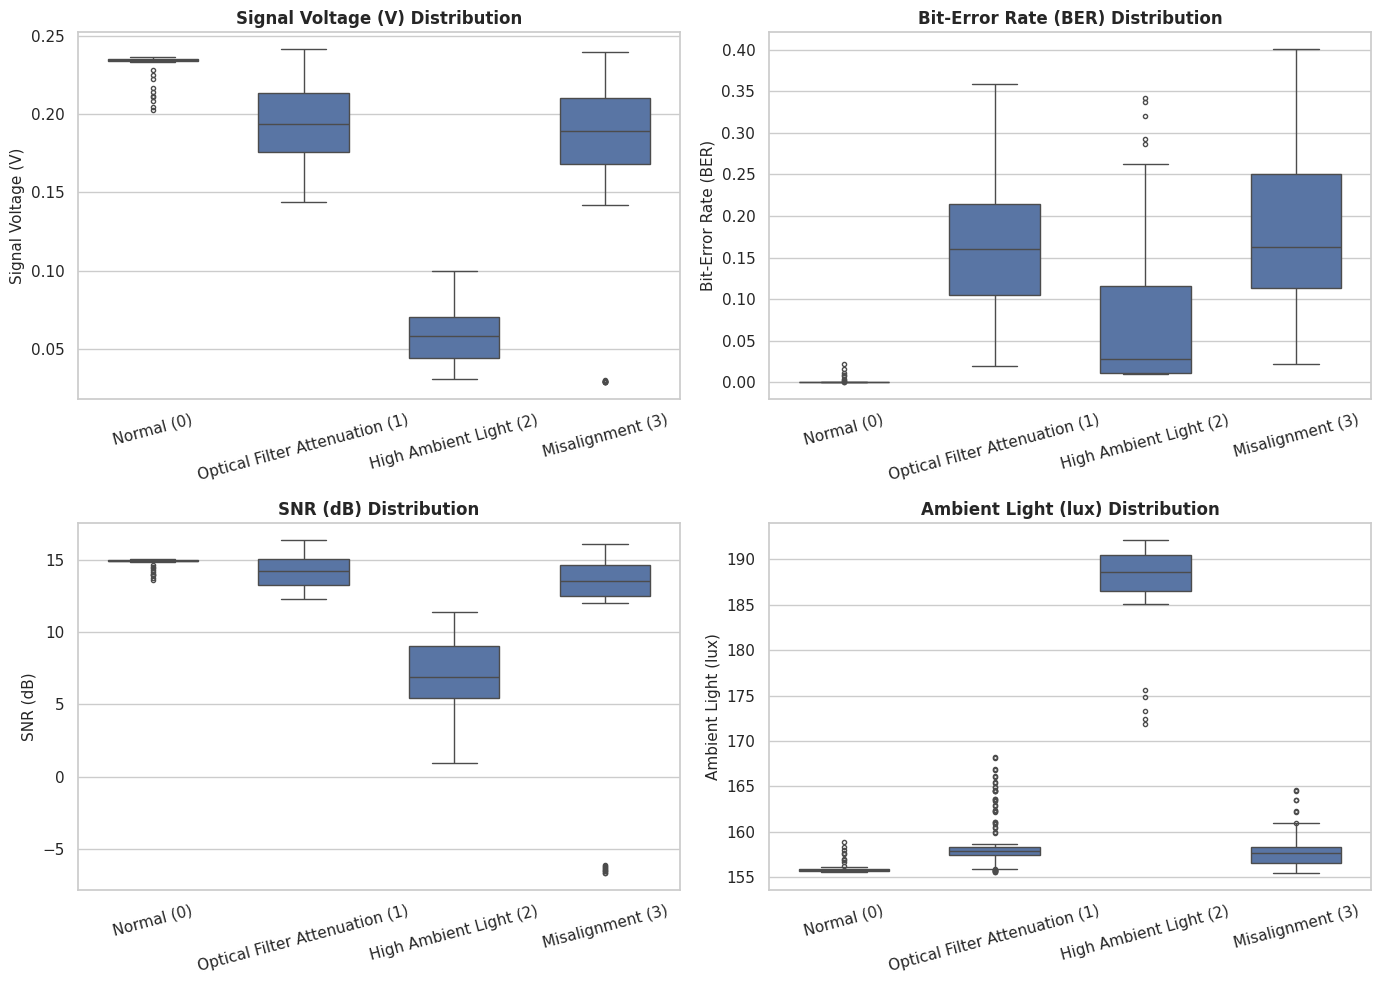 Signal Voltage (V) Distribution
Signal Voltage (V)
0.25
0.20
0.15
0.10
0.05
Normal (0)
Optical Filter Attenuation (1)
High Ambient Light (2)
Misalignment (3)
Bit-Error Rate (BER) Distribution
Bit-Error Rate (BER)
0.40
0.35
0.30
0.25
0.20
0.15
0.10
0.05
0.00
Normal (0)
Optical Filter Attenuation (1)
High Ambient Light (2)
Misalignment (3)
SNR (dB) Distribution
SNR (dB)
15
10
5
0
−5
Normal (0)
Optical Filter Attenuation (1)
High Ambient Light (2)
Misalignment (3)
Ambient Light (lux) Distribution
Ambient Light (lux)
190
185
180
175
170
165
160
155
Normal (0)
Optical Filter Attenuation (1)
High Ambient Light (2)
Misalignment (3)